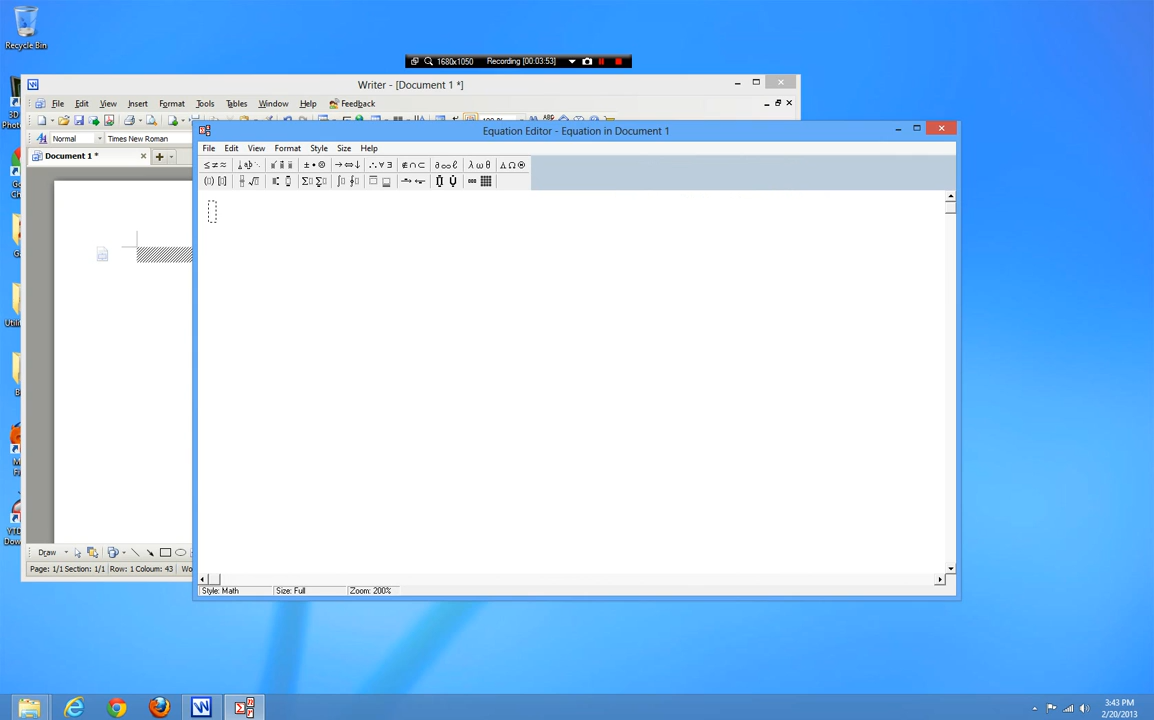 Recycle Bin
1680x1050 Recording [00:03:53]
Writer - [Document 1 *]
File Edit View Insert Format Tools Tables Window Help Feedback
Normal Times New Roman
Document 1 *
Equation Editor - Equation in Document 1
File Edit View Format Style Size Help
Draw
Page: 1/1 Section: 1/1 Row: 1 Coloum: 43 Wo
Style: Math Size: Full Zoom: 200%
3:43 PM
2/20/2013